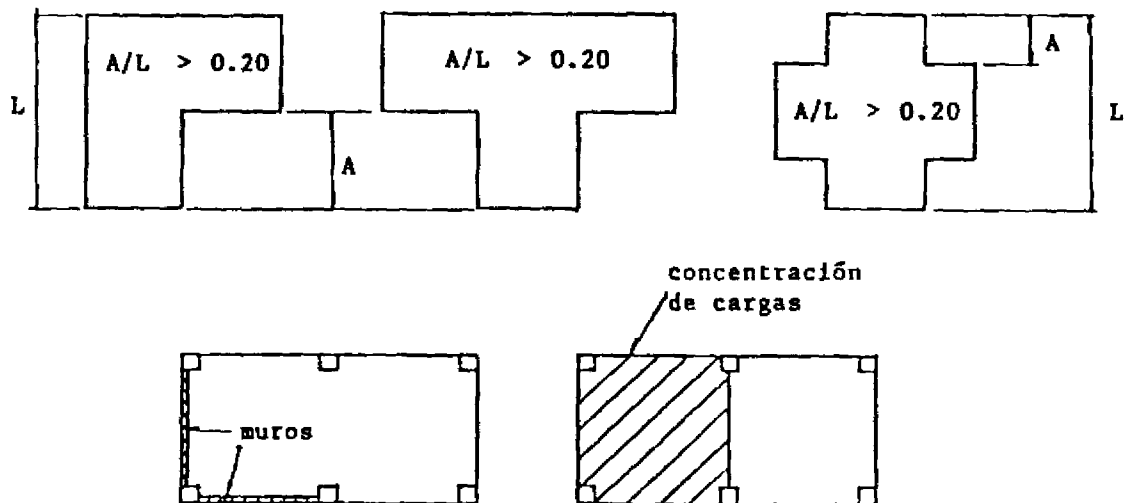 A/L > 0.20
A/L > 0.20
A
L
A/L > 0.20
L
A
concentración
de cargas
muros